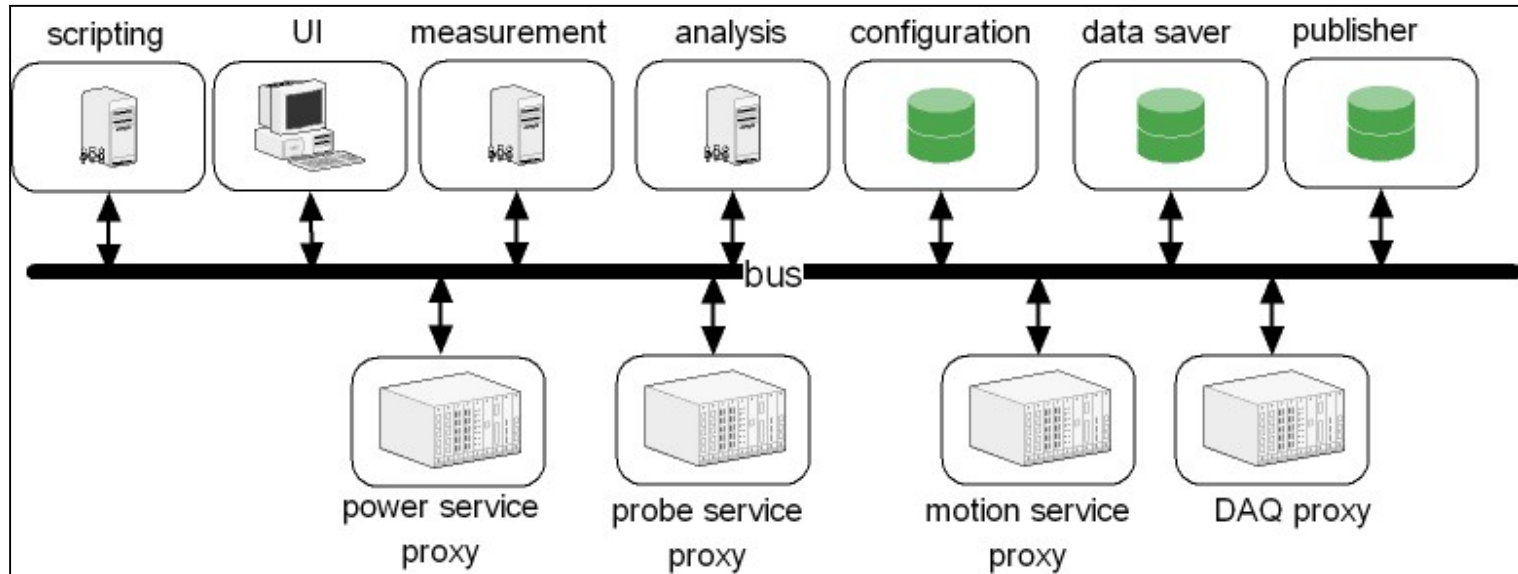 scripting
UI
measurement
analysis
configuration
data saver
publisher
bus
power service
proxy
probe service
proxy
motion service
proxy
DAQ proxy